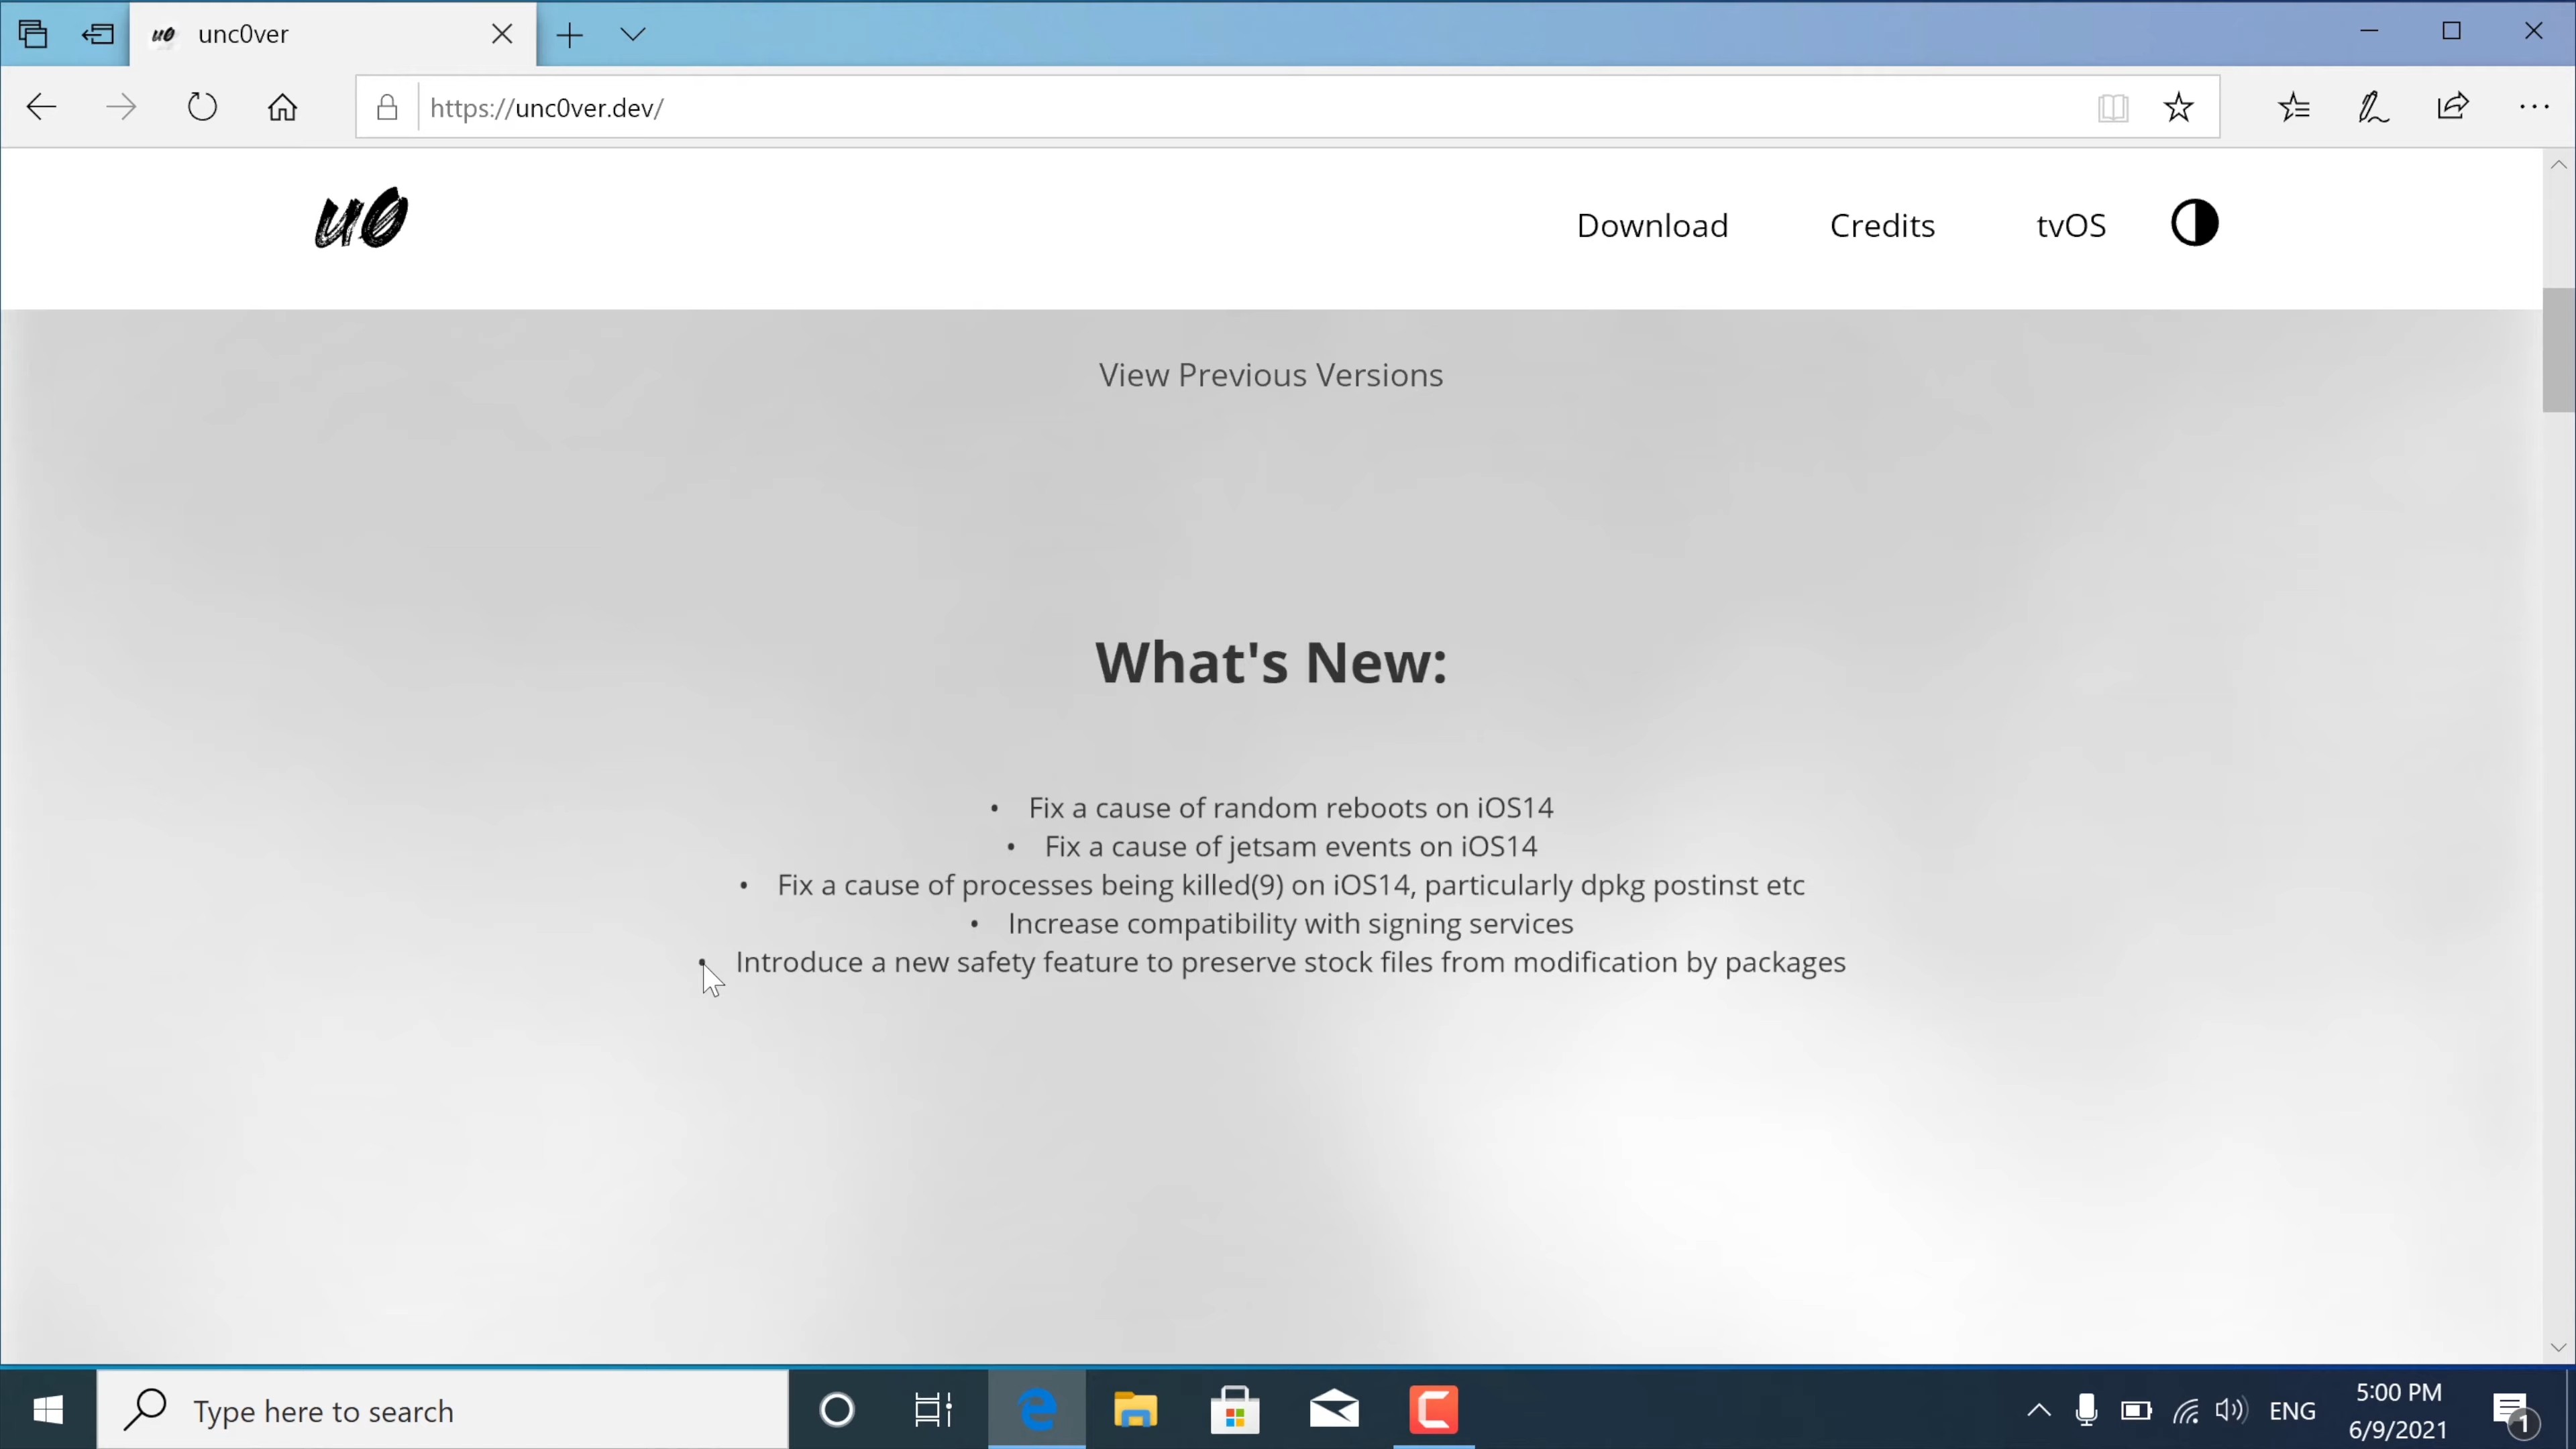 unc0ver
https://unc0ver.dev/
u0
Download
Credits
tvOS
View Previous Versions
What's New:
• Fix a cause of random reboots on iOS14
• Fix a cause of jetsam events on iOS14
• Fix a cause of processes being killed(9) on iOS14, particularly dpkg postinst etc
• Increase compatibility with signing services
• Introduce a new safety feature to preserve stock files from modification by packages
Type here to search
ENG
5:00 PM
6/9/2021
1